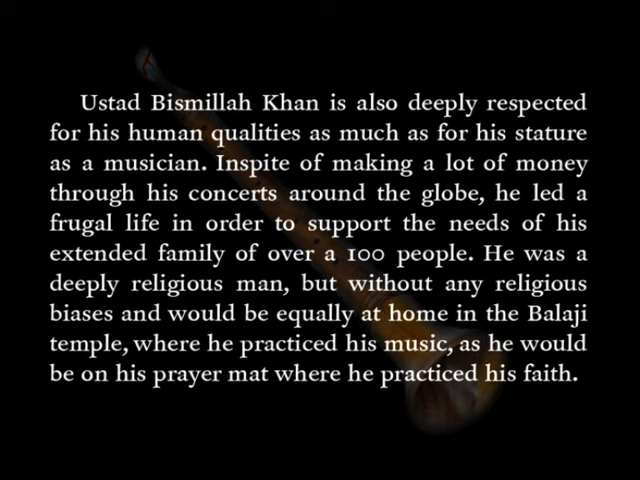 Ustad Bismillah Khan is also deeply respected
for his human qualities as much as for his stature
as a musician. Inspite of making a lot of money
through his concerts around the globe, he led a
frugal life in order to support the needs of his
extended family of over a 100 people. He was a
deeply religious man, but without any religious
biases and would be equally at home in the Balaji
temple, where he practiced his music, as he would
be on his prayer mat where he practiced his faith.